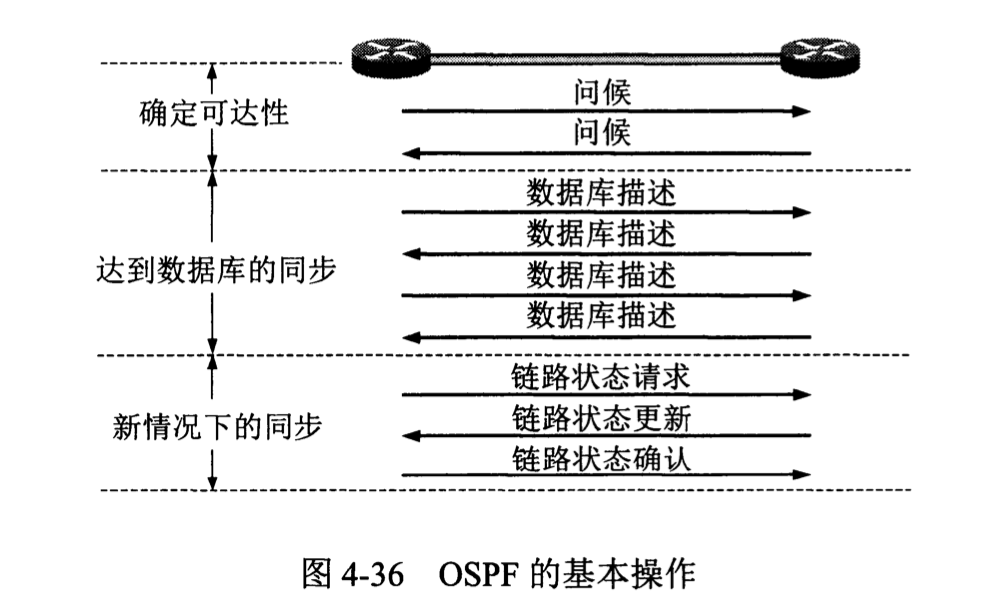 确定可达性
问候
问候
达到数据库的同步
数据库描述
数据库描述
数据库描述
数据库描述
新情况下的同步
链路状态请求
链路状态更新
链路状态确认
图 4-36 OSPF 的基本操作